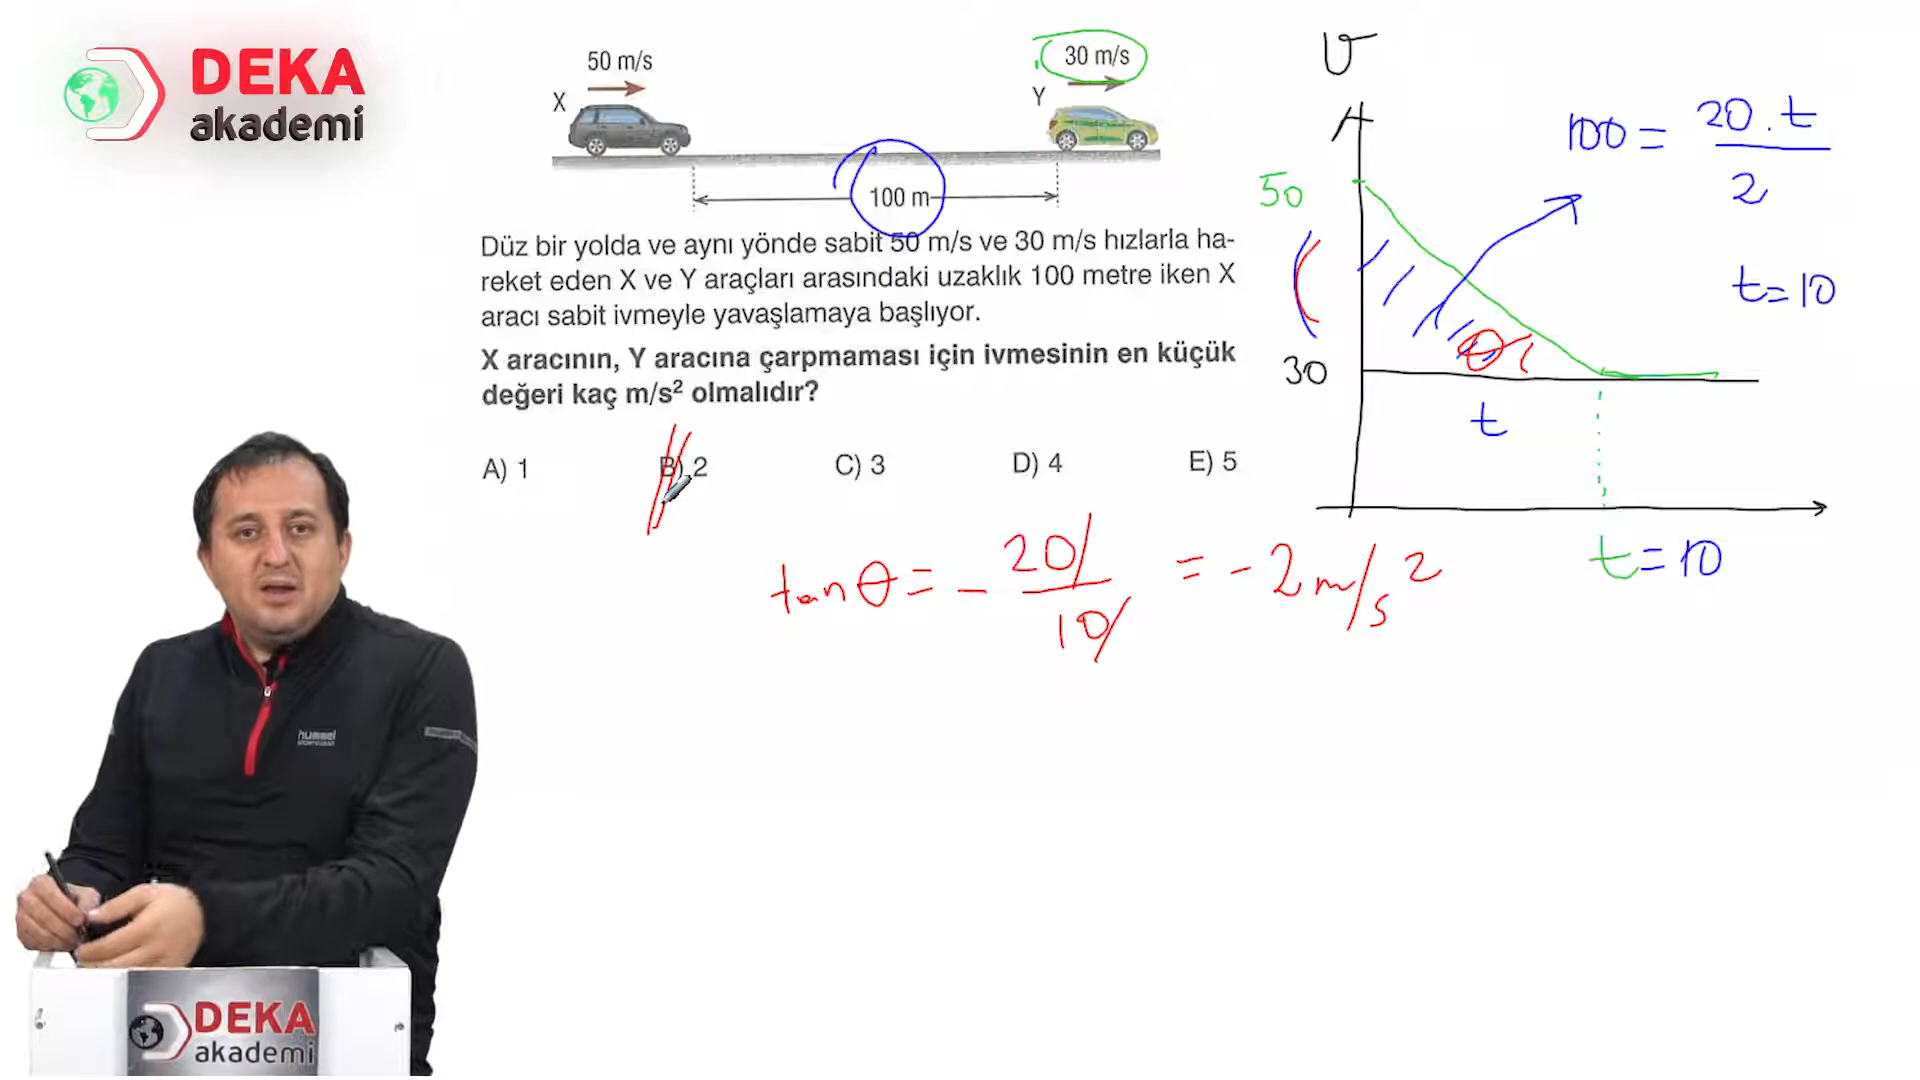 DEKA
akademi
50 m/s
30 m/s
X
Y
100 m
Düz bir yolda ve aynı yönde sabit 50 m/s ve 30 m/s hızlarla ha-
reket eden X ve Y araçları arasındaki uzaklık 100 metre iken X
aracı sabit ivmeyle yavaşlamaya başlıyor.
X aracının, Y aracına çarpmaması için ivmesinin en küçük
değeri kaç m/s² olmalıdır?
A) 1
B) 2
C) 3
D) 4
E) 5
tan θ = - 20/10 = -2 m/s²
v
50
30
θ
t
t = 10
100 = 20.t/2
t = 10
hummel
DEKA
akademi